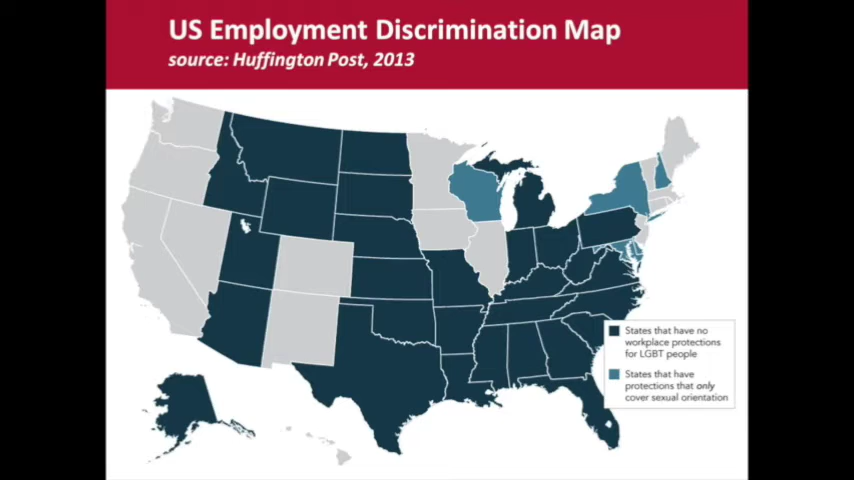 US Employment Discrimination Map
source: Huffington Post, 2013
States that have no
workplace protections
for LGBT people
States that have
protections that only
cover sexual orientation